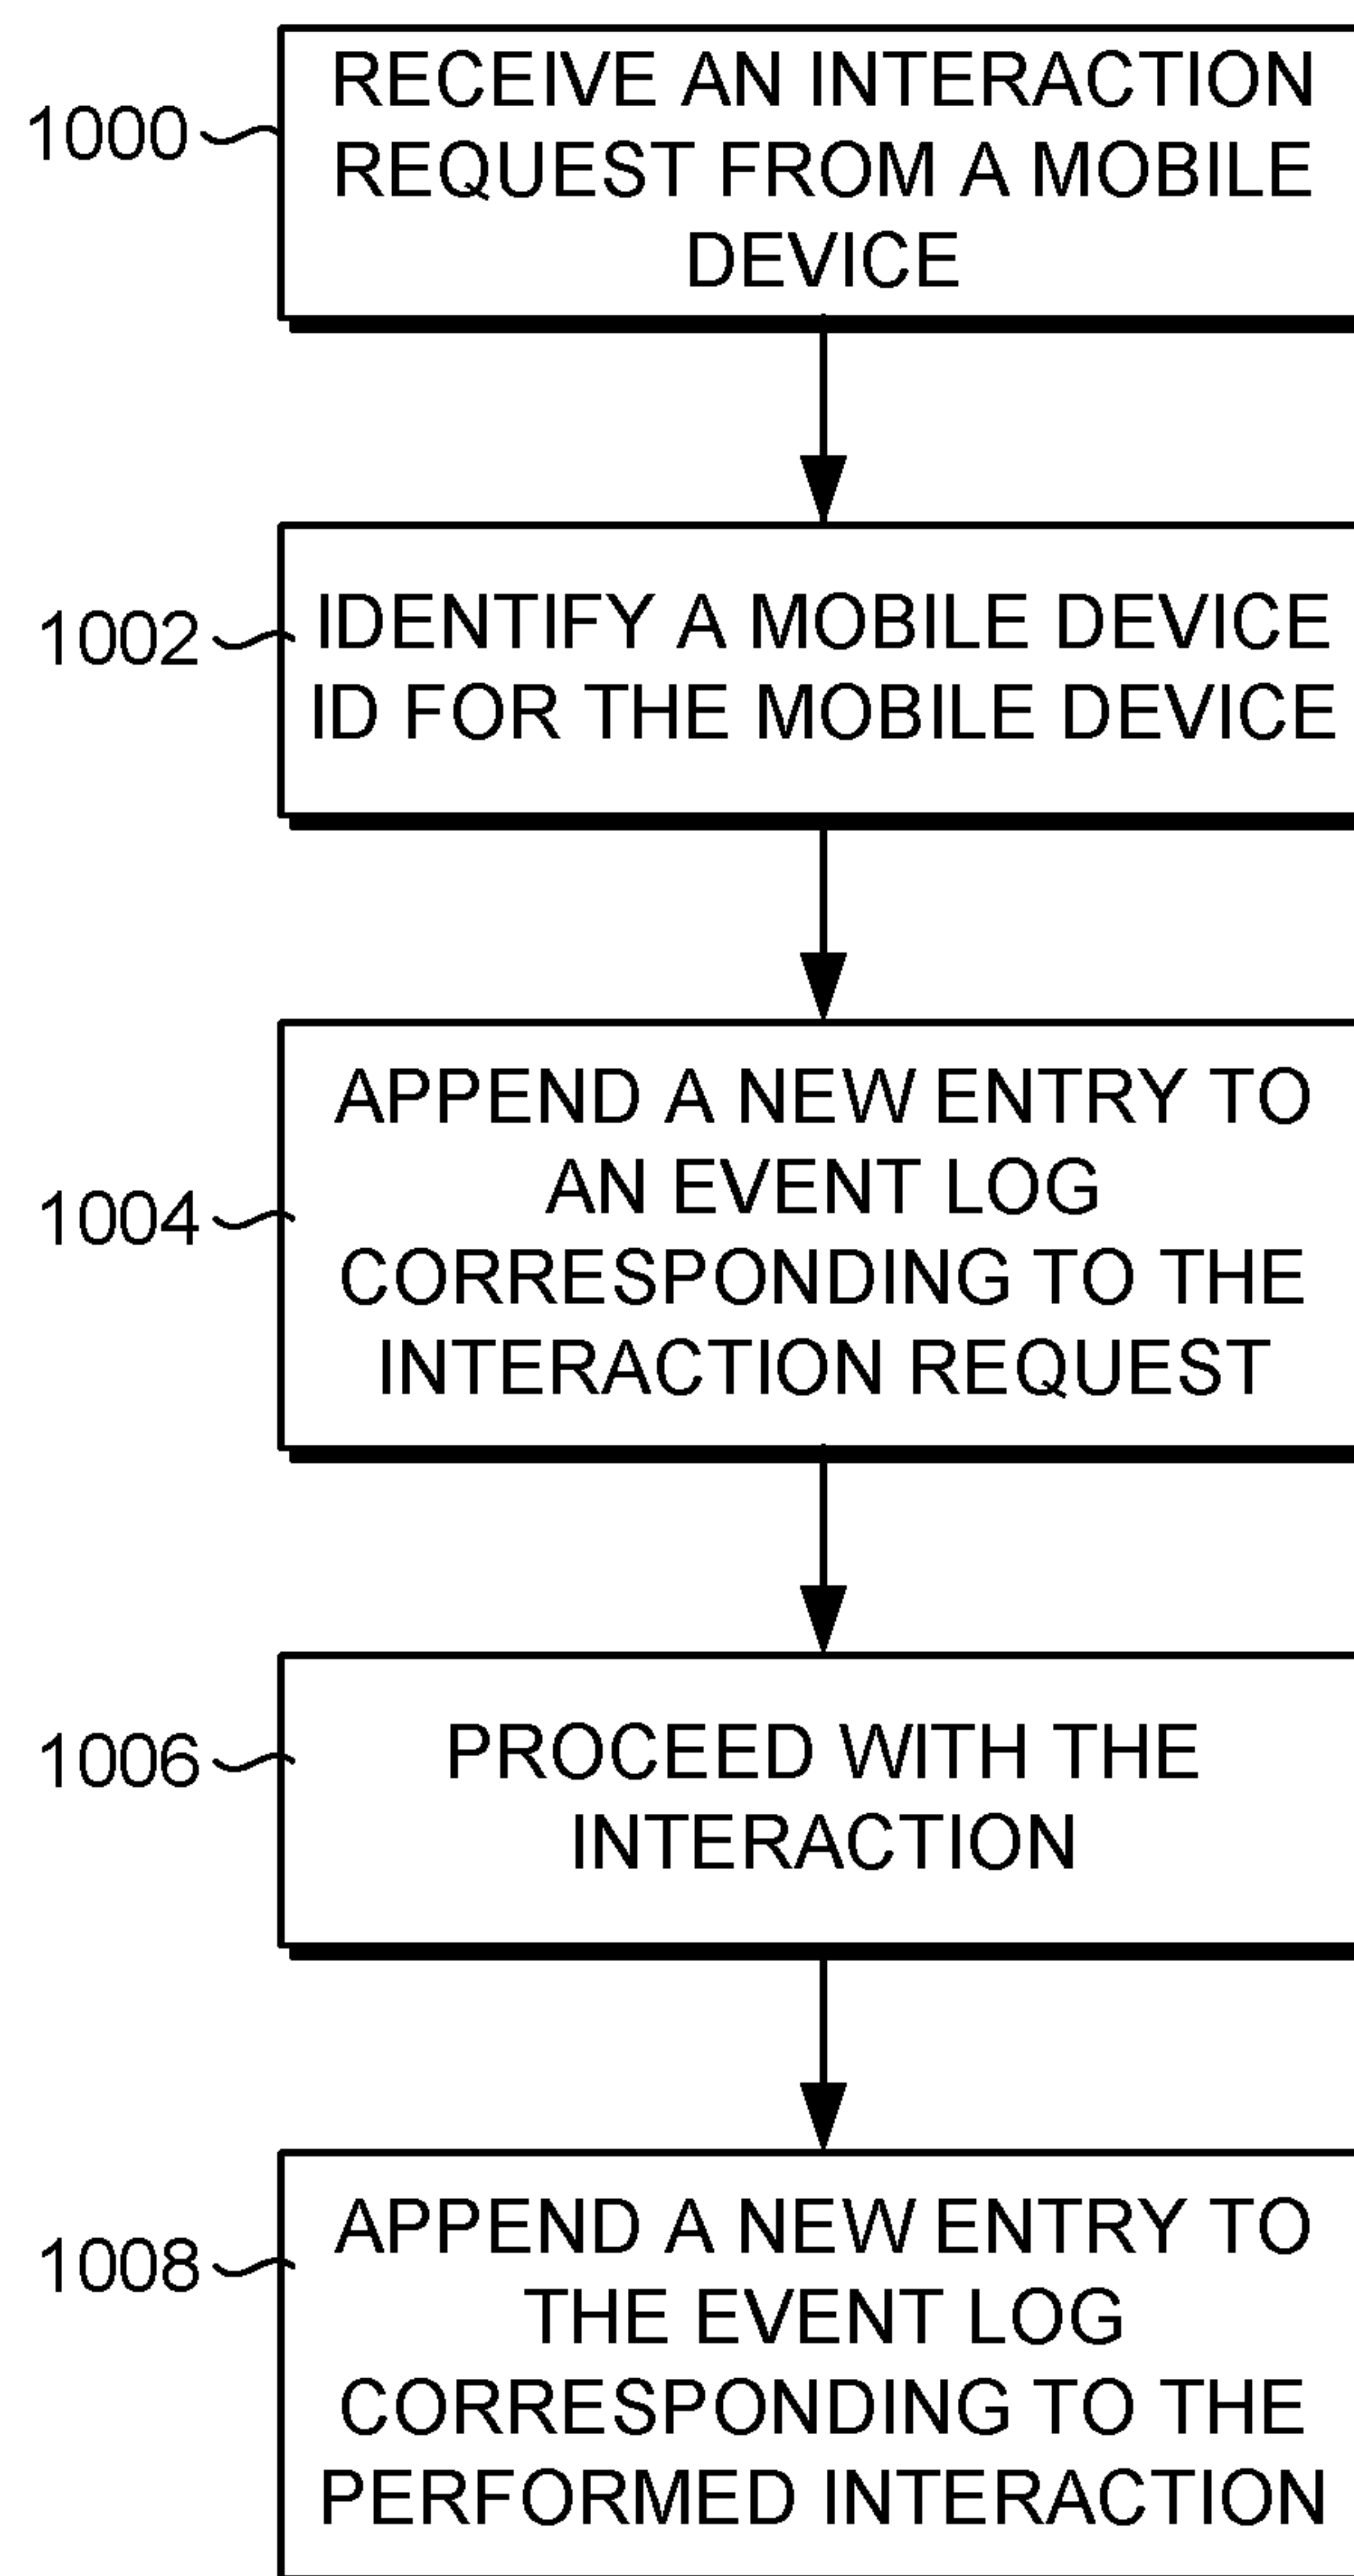 1000
RECEIVE AN INTERACTION
REQUEST FROM A MOBILE
DEVICE
1002
IDENTIFY A MOBILE DEVICE
ID FOR THE MOBILE DEVICE
1004
APPEND A NEW ENTRY TO
AN EVENT LOG
CORRESPONDING TO THE
INTERACTION REQUEST
1006
PROCEED WITH THE
INTERACTION
1008
APPEND A NEW ENTRY TO
THE EVENT LOG
CORRESPONDING TO THE
PERFORMED INTERACTION